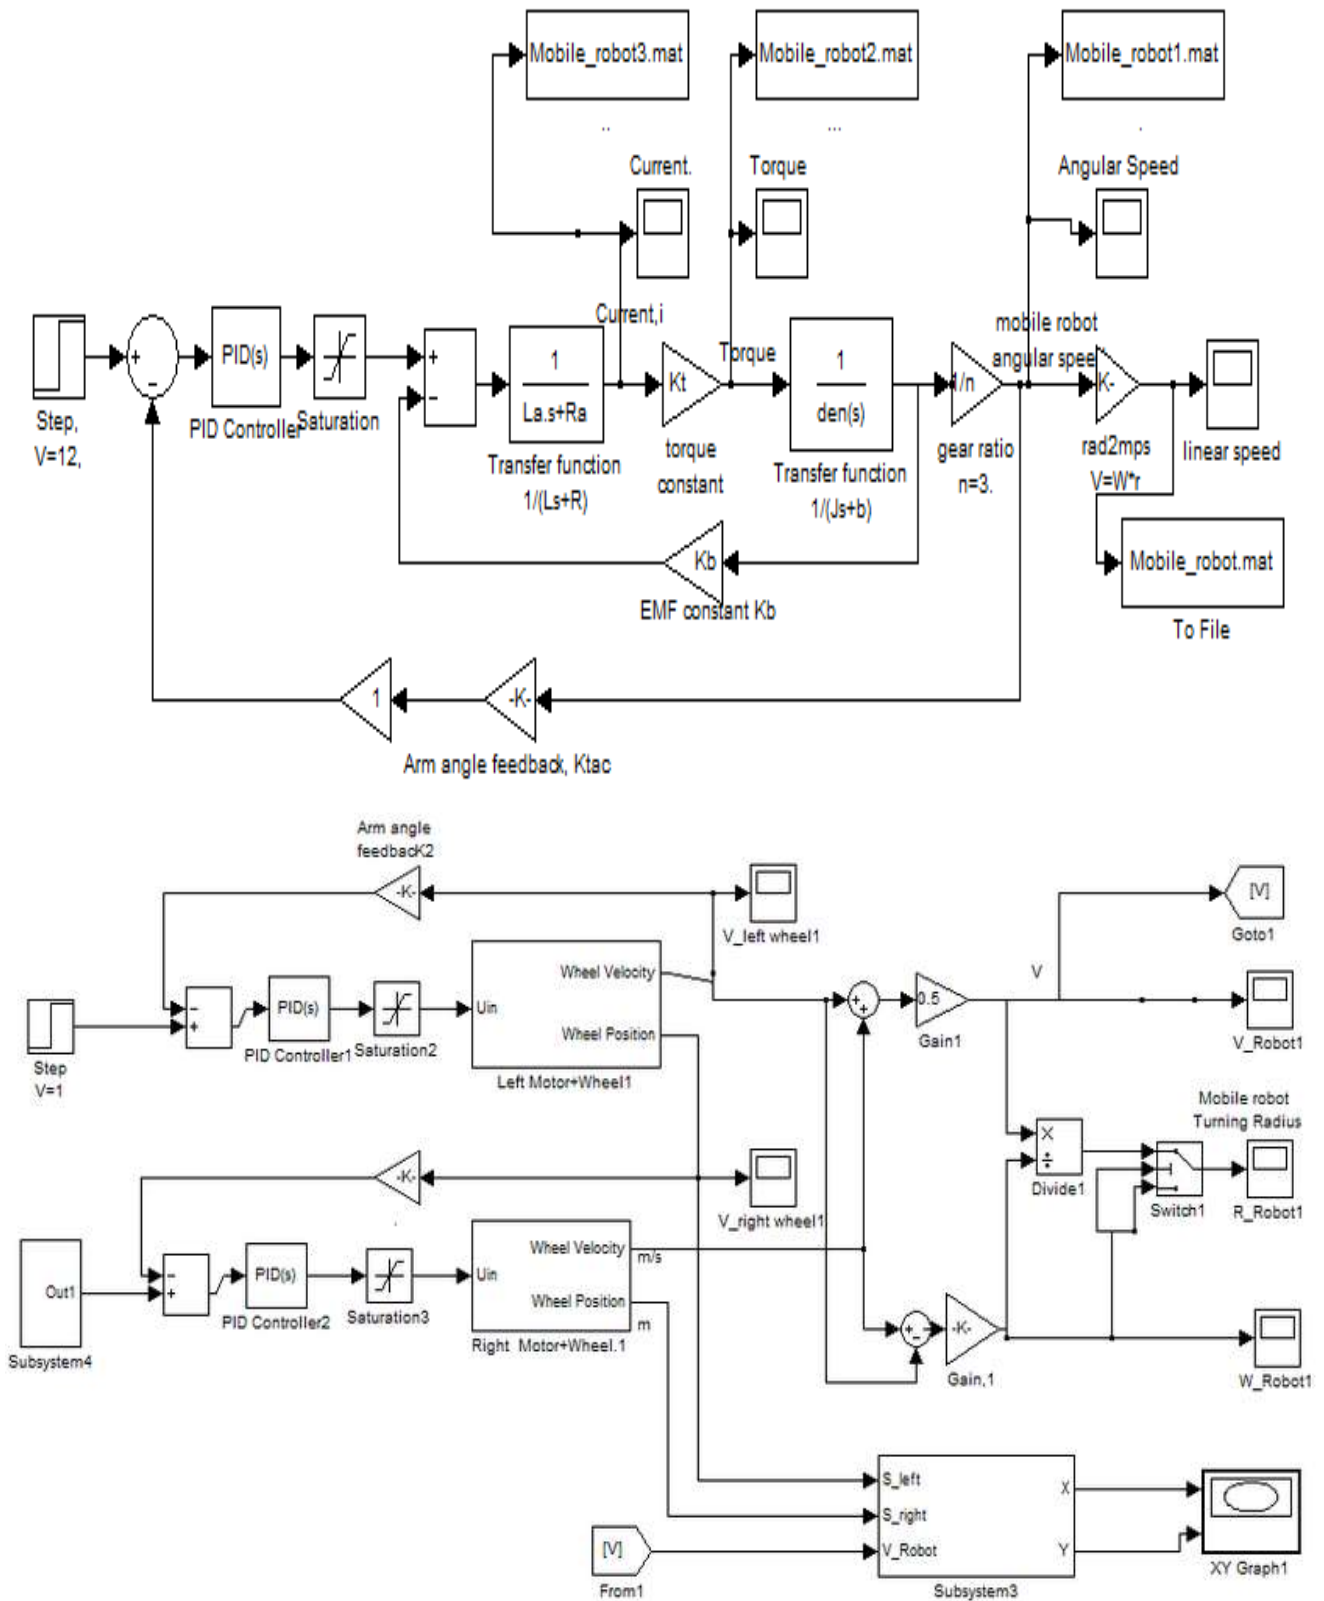 Mobile_robot3.mat
Mobile_robot2.mat
Mobile_robot1.mat
..
...
.
Current.
Torque
Angular Speed
Current,i
Torque
mobile robot
angular spee
Step,
V=12,
+
−
PID(s)
PID Controller
Saturation
+
−
1
La.s+Ra
Transfer function
1/(Ls+R)
Kt
torque
constant
1
den(s)
Transfer function
1/(Js+b)
1/n
gear ratio
n=3.
K-
rad2mps
V=W*r
linear speed
Kb
EMF constant Kb
Mobile_robot.mat
To File
1
-K-
Arm angle feedback, Ktac
Arm angle
feedbacK2
-K-
V_left wheel1
[V]
Goto1
Step
V=1
−
+
PID(s)
PID Controller1
Saturation2
Uin
Wheel Velocity
Wheel Position
Left Motor+Wheel1
+
+
0.5
Gain1
V
V_Robot1
Mobile robot
Turning Radius
×
÷
Divide1
Switch1
R_Robot1
-K-
V_right wheel1
Out1
Subsystem4
−
+
PID(s)
PID Controller2
Saturation3
Uin
Wheel Velocity
m/s
Wheel Position
m
Right Motor+Wheel.1
+
−
-K-
Gain,1
W_Robot1
S_left
S_right
V_Robot
X
Y
Subsystem3
[V]
From1
XY Graph1